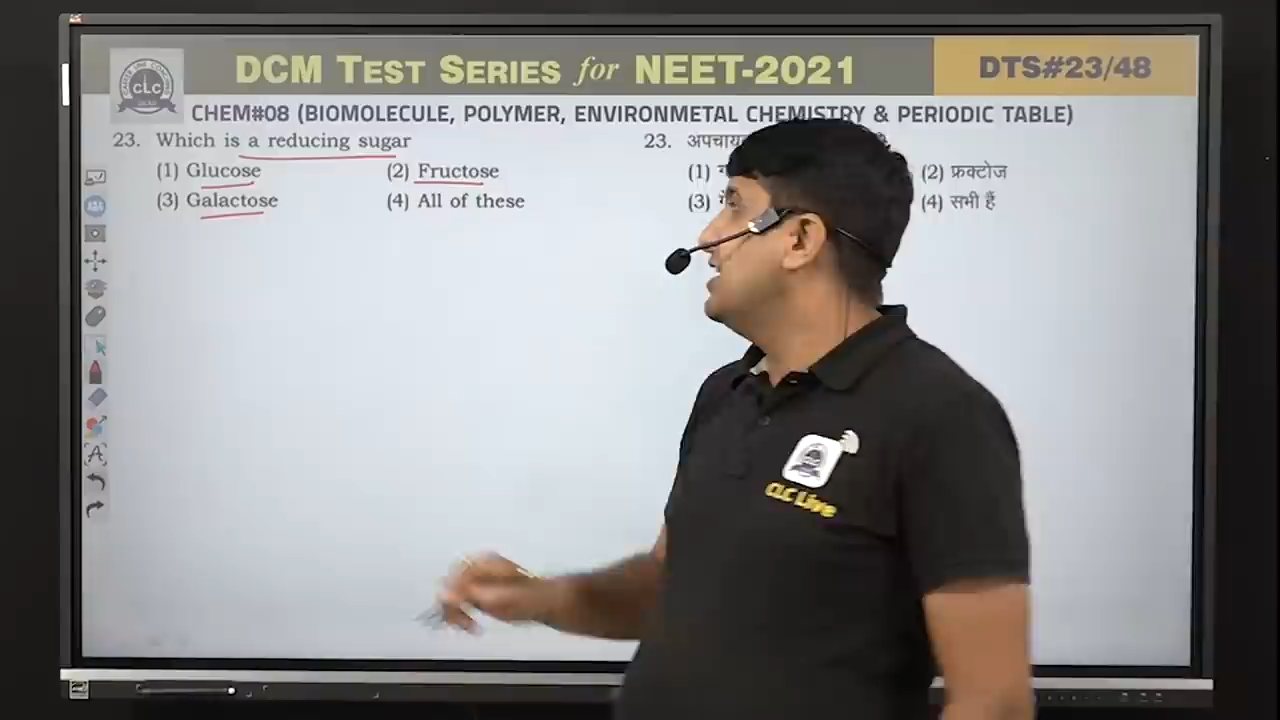 DCM TEST SERIES for NEET-2021
DTS#23/48
CLC
CHEM#08 (BIOMOLECULE, POLYMER, ENVIRONMETAL CHEMISTRY & PERIODIC TABLE)
23. Which is a reducing sugar
(1) Glucose (2) Fructose
(3) Galactose (4) All of these
23.
(1) (2) फ्रक्टोज
(3) (4) सभी हैं
CLC Live